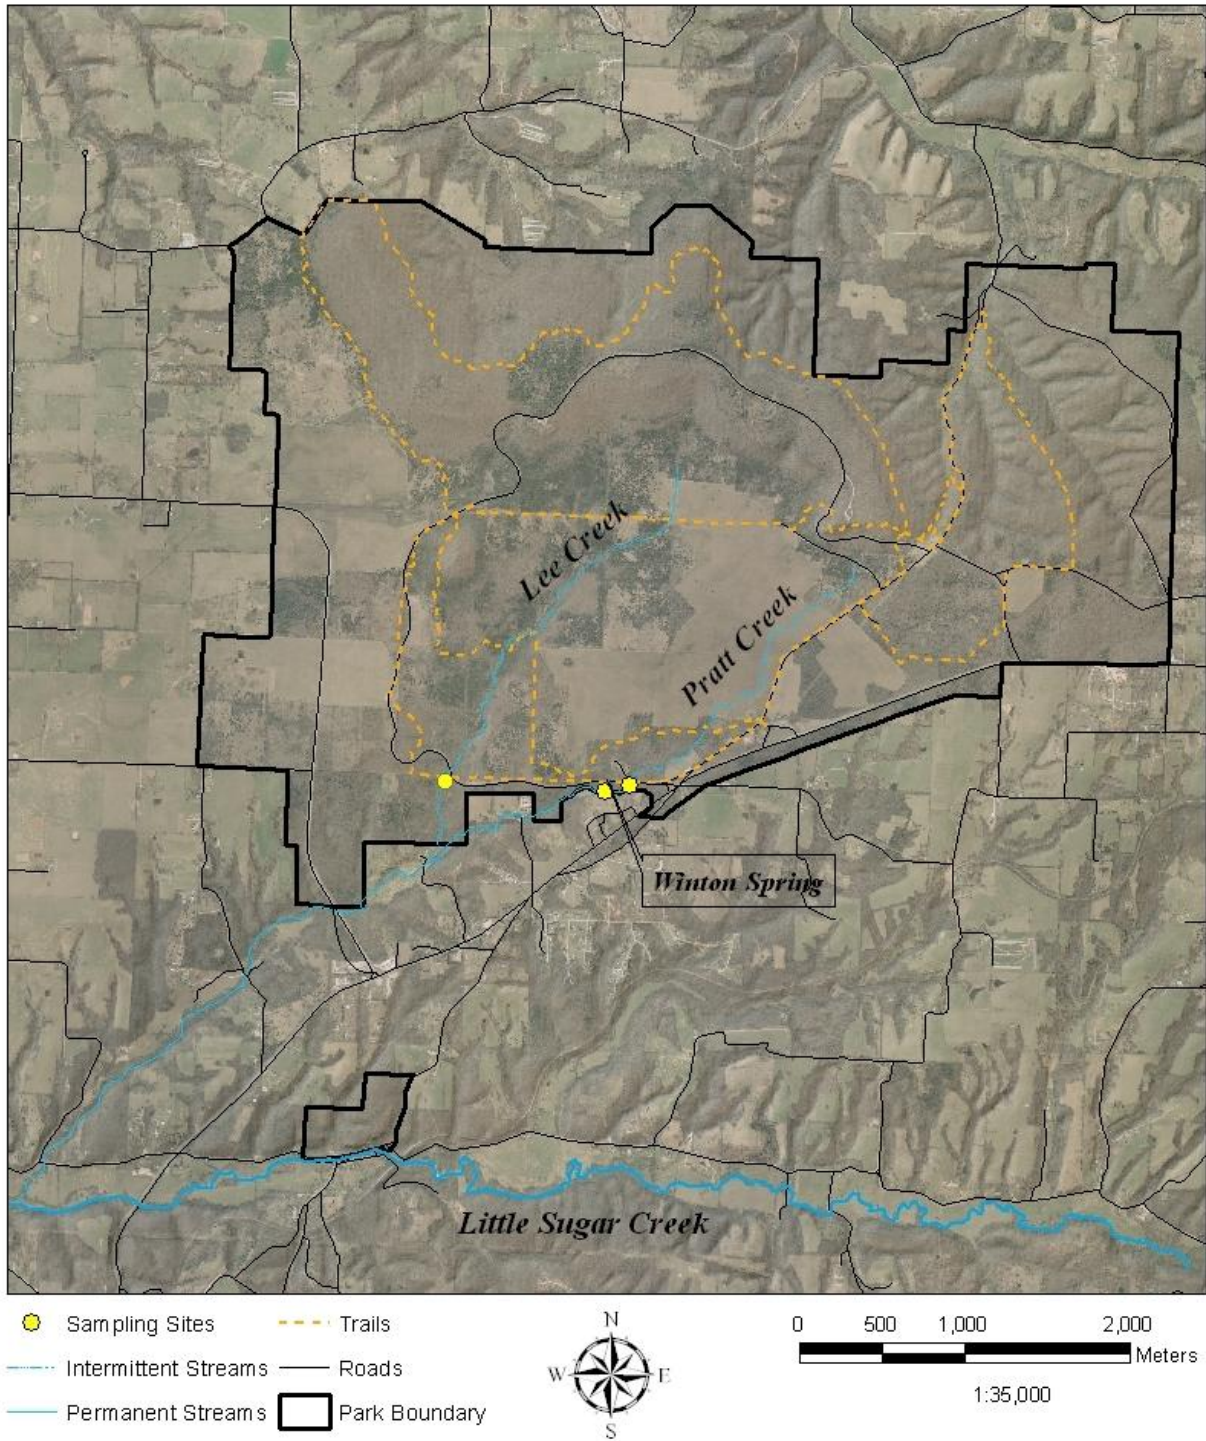 Lee Creek
Pratt Creek
Winton Spring
Little Sugar Creek
Sampling Sites
Trails
Intermittent Streams
Roads
Permanent Streams
Park Boundary
N
W
E
S
0 500 1,000 2,000
Meters
1:35,000